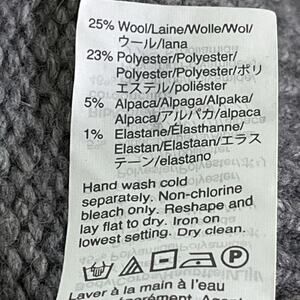 25% Wool/Laine/Wolle/Wol/
ウール/lana
23% Polyester/Polyester/
Polyester/Polyester/ポリ
エステル/poliéster
5% Alpaca/Alpaga/Alpaka/
Alpaca/アルパカ/alpaca
1% Elastane/Élasthanne/
Elastan/Elastaan/エラス
テーン/elastano
Hand wash cold
separately. Non-chlorine
bleach only. Reshape and
lay flat to dry. Iron on
lowest setting. Dry clean.
Laver à la main à l'eau